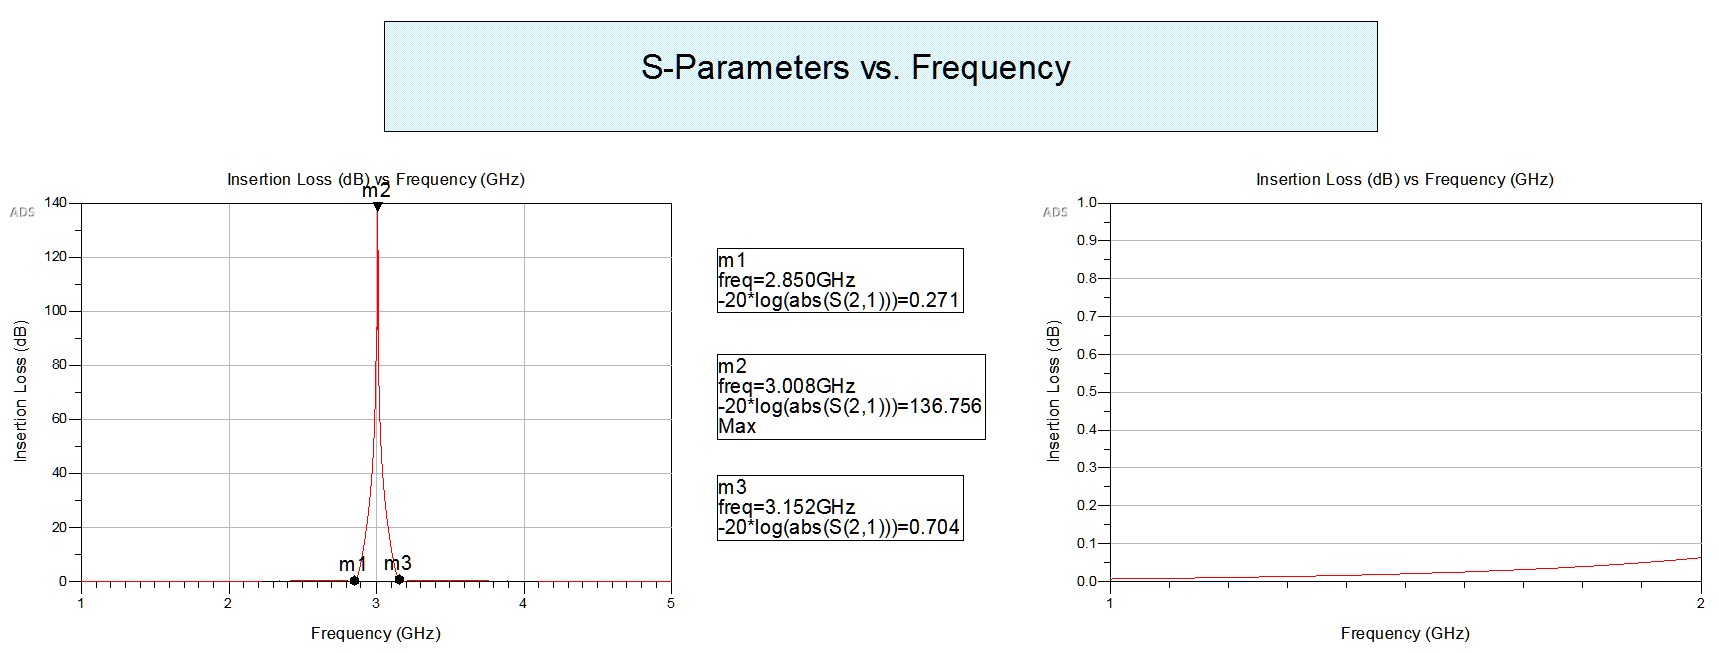 S-Parameters vs. Frequency
Insertion Loss (dB) vs Frequency (GHz)
m2
ADS
140
120
100
80
60
40
20
0
Insertion Loss (dB)
m1
m3
1
2
3
4
5
Frequency (GHz)
m1
freq=2.850GHz
-20*log(abs(S(2,1)))=0.271
m2
freq=3.008GHz
-20*log(abs(S(2,1)))=136.756
Max
m3
freq=3.152GHz
-20*log(abs(S(2,1)))=0.704
Insertion Loss (dB) vs Frequency (GHz)
ADS
1.0
0.9
0.8
0.7
0.6
0.5
0.4
0.3
0.2
0.1
0.0
Insertion Loss (dB)
1
2
Frequency (GHz)